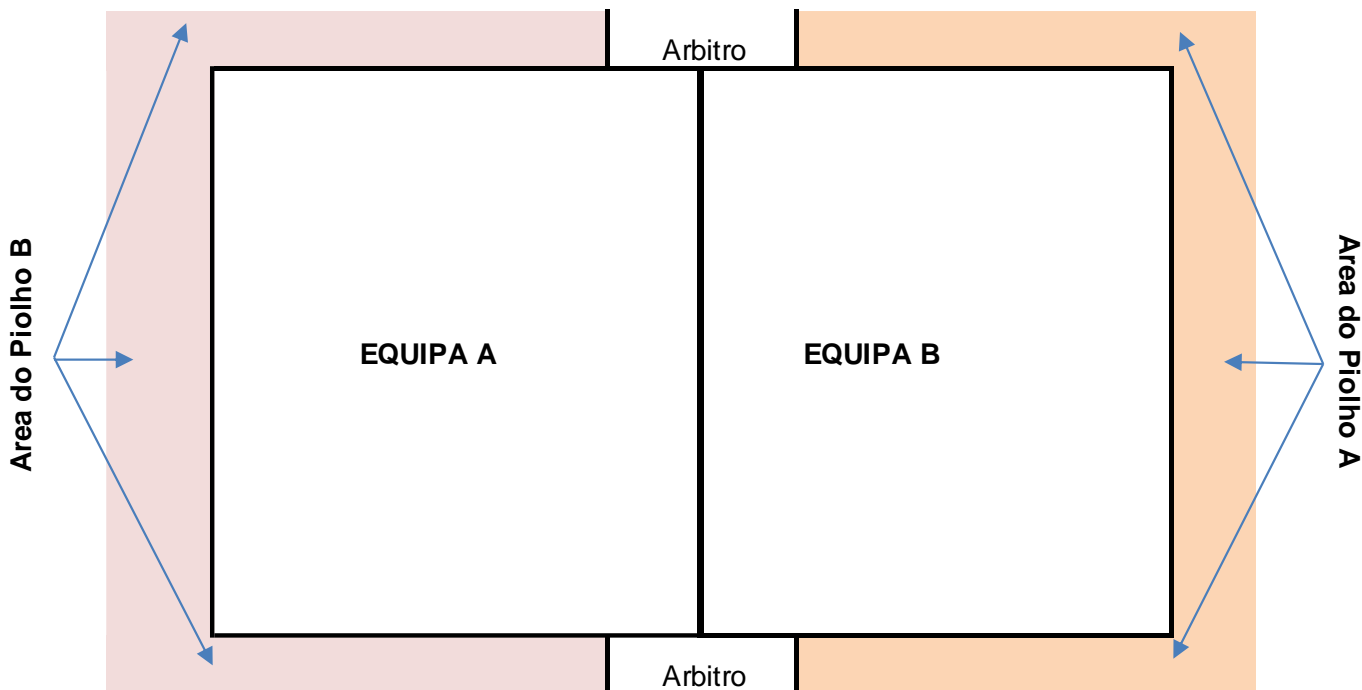 Arbitro
Area do Piolho B
EQUIPA A
EQUIPA B
Area do Piolho A
Arbitro